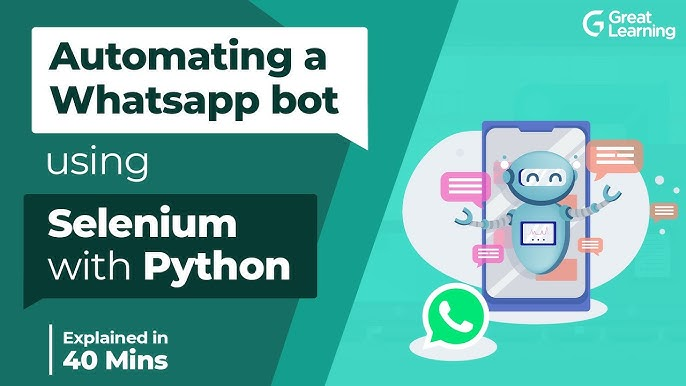 Automating a
Whatsapp bot
using
Selenium
with Python
Explained in
40 Mins
Great
Learning